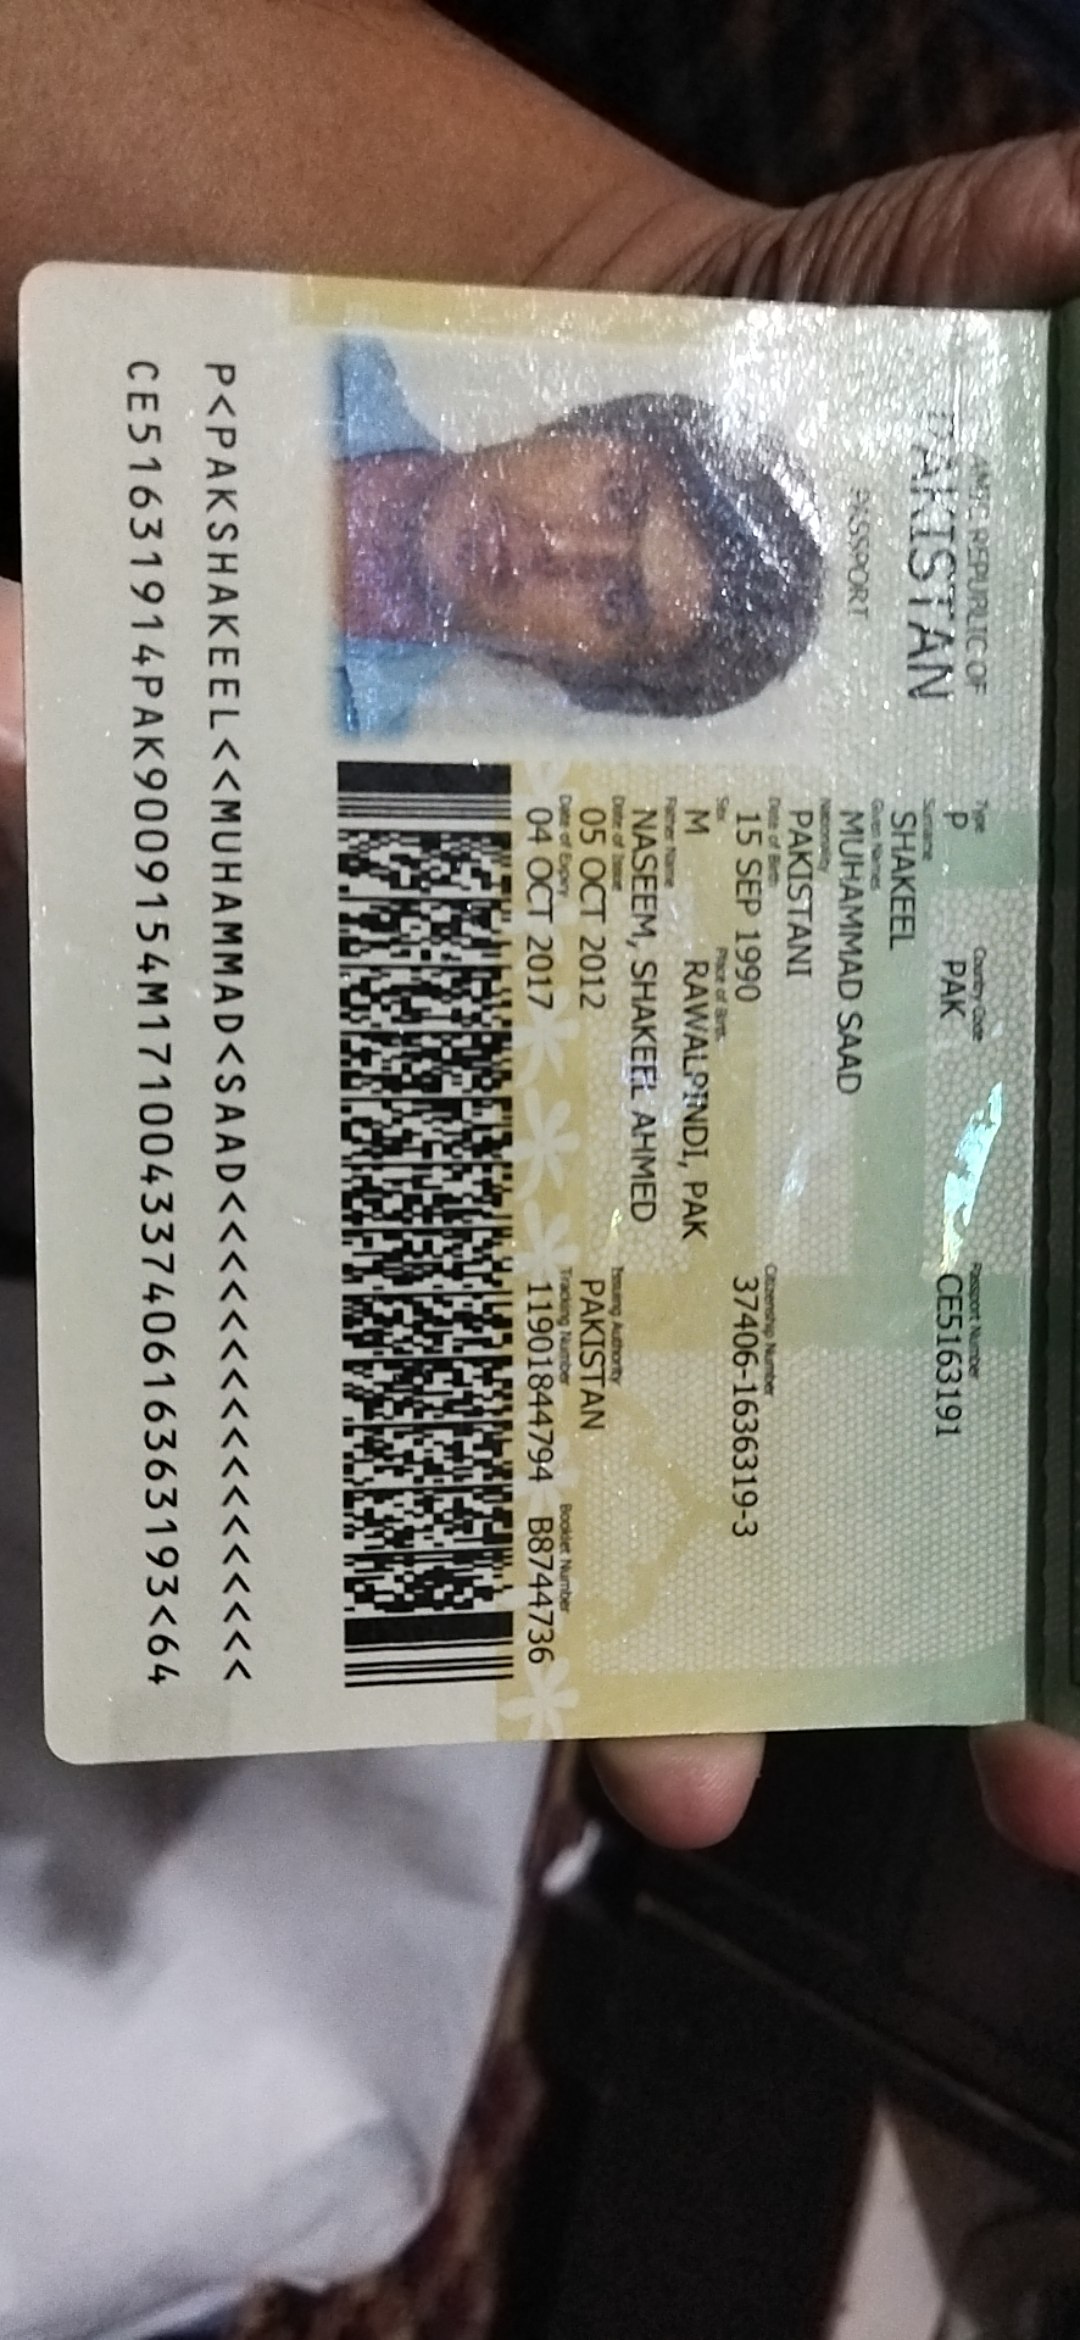 AMIC REPUBLIC OF
PAKISTAN
PASSPORT
Type Country Code Passport Number
P PAK CE5163191
Surname
SHAKEEL
Given Names
MUHAMMAD SAAD
Nationality
PAKISTANI
Date of Birth Citizenship Number
15 SEP 1990 37406-1636319-3
Sex Place of Birth
M RAWALPINDI, PAK
Father Name
NASEEM, SHAKEEL AHMED
Date of Issue Issuing Authority
05 OCT 2012 PAKISTAN
Date of Expiry Tracking Number Booklet Number
04 OCT 2017 11901844794 B8744736
P<PAKSHAKEEL<<MUHAMMAD<SAAD<<<<<<<<<<<<<<<<<
CE51631914PAK9009154M17100433740616363193<64